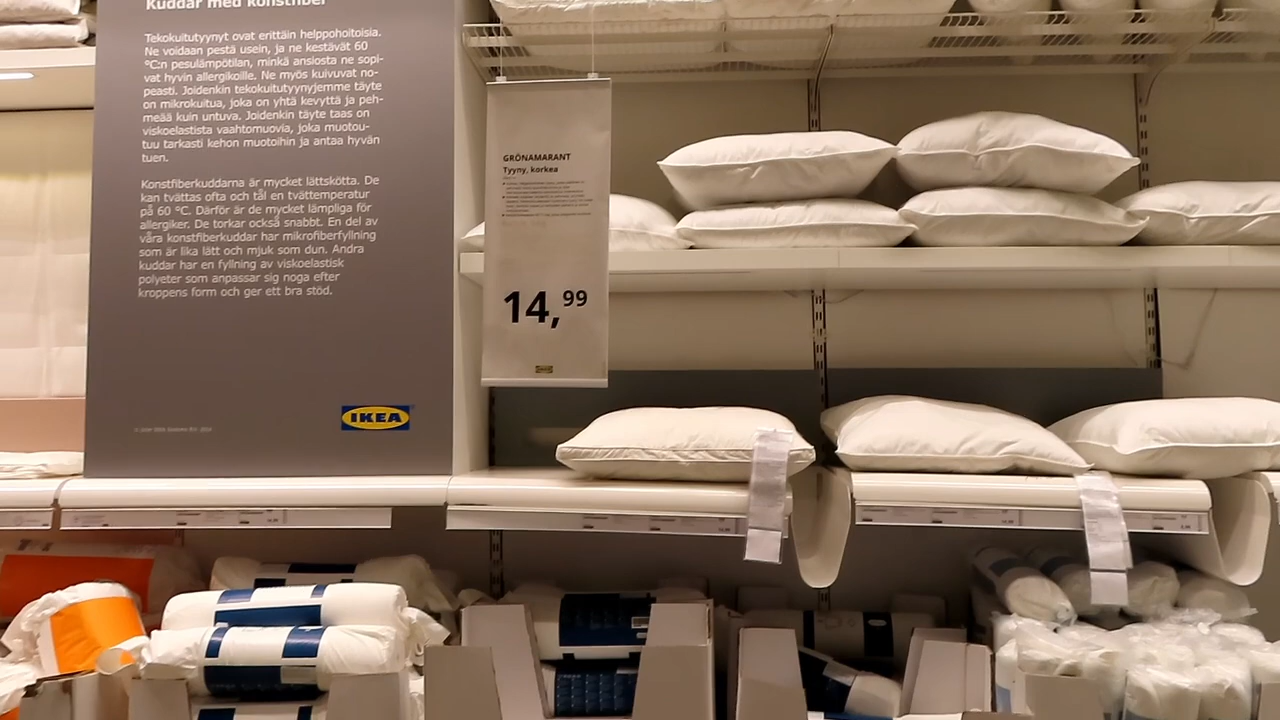 Kuddar med konstfiber
Tekokuitutyynyt ovat erittäin helppohoitoisia.
Ne voidaan pestä usein, ja ne kestävät 60
°C:n pesulämpötilan, minkä ansiosta ne sopi-
vat hyvin allergikoille. Ne myös kuivuvat no-
peasti. Joidenkin tekokuitutyynyjemme täyte
on mikrokuitua, joka on yhtä kevyttä ja peh-
meää kuin untuva. Joidenkin täyte taas on
viskoelastista vaahtomuovia, joka muotou-
tuu tarkasti kehon muotoihin ja antaa hyvän
tuen.
Konstfiberkuddarna är mycket lättskötta. De
kan tvättas ofta och tål en tvättemperatur
på 60 °C. Därför är de mycket lämpliga för
allergiker. De torkar också snabbt. En del av
våra konstfiberkuddar har mikrofiberfyllning
som är lika lätt och mjuk som dun. Andra
kuddar har en fyllning av viskoelastisk
polyeter som anpassar sig noga efter
kroppens form och ger ett bra stöd.
IKEA
GRÖNAMARANT
Tyyny, korkea
14,99
IKEA